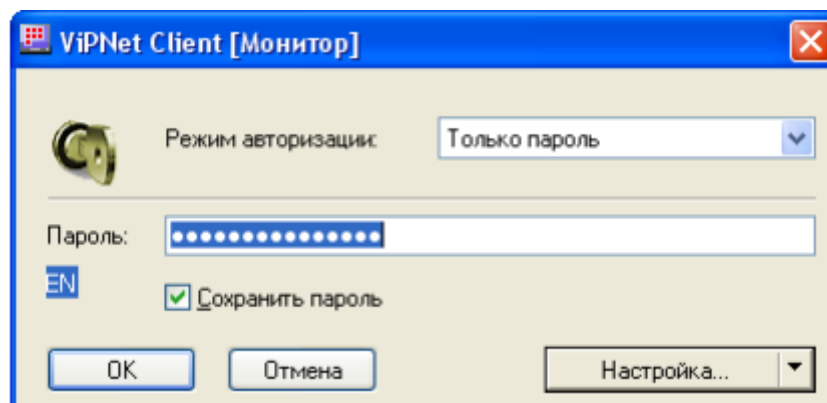 ViPNet Client [Монитор]
Режим авторизации: Только пароль
Пароль: ●●●●●●●●●●●●●●●
EN
Сохранить пароль
OK Отмена Настройка...